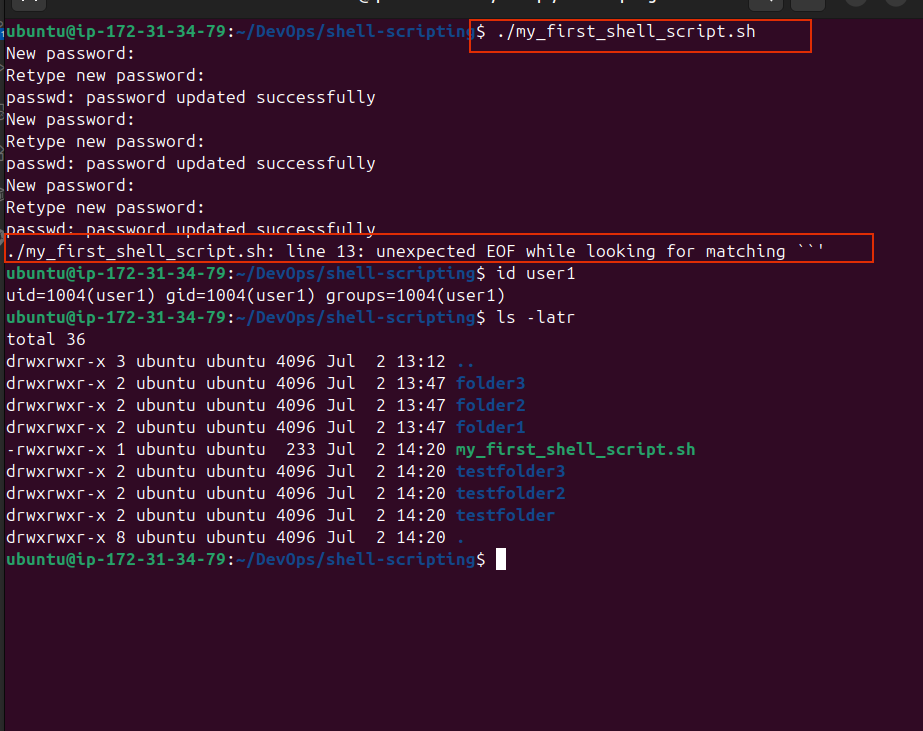 ubuntu@ip-172-31-34-79:~/DevOps/shell-scripting$ ./my_first_shell_script.sh
New password:
Retype new password:
passwd: password updated successfully
New password:
Retype new password:
passwd: password updated successfully
New password:
Retype new password:
passwd: password updated successfully
./my_first_shell_script.sh: line 13: unexpected EOF while looking for matching ``'
ubuntu@ip-172-31-34-79:~/DevOps/shell-scripting$ id user1
uid=1004(user1) gid=1004(user1) groups=1004(user1)
ubuntu@ip-172-31-34-79:~/DevOps/shell-scripting$ ls -latr
total 36
drwxrwxr-x 3 ubuntu ubuntu 4096 Jul  2 13:12 ..
drwxrwxr-x 2 ubuntu ubuntu 4096 Jul  2 13:47 folder3
drwxrwxr-x 2 ubuntu ubuntu 4096 Jul  2 13:47 folder2
drwxrwxr-x 2 ubuntu ubuntu 4096 Jul  2 13:47 folder1
-rwxrwxr-x 1 ubuntu ubuntu  233 Jul  2 14:20 my_first_shell_script.sh
drwxrwxr-x 2 ubuntu ubuntu 4096 Jul  2 14:20 testfolder3
drwxrwxr-x 2 ubuntu ubuntu 4096 Jul  2 14:20 testfolder2
drwxrwxr-x 2 ubuntu ubuntu 4096 Jul  2 14:20 testfolder
drwxrwxr-x 8 ubuntu ubuntu 4096 Jul  2 14:20 .
ubuntu@ip-172-31-34-79:~/DevOps/shell-scripting$